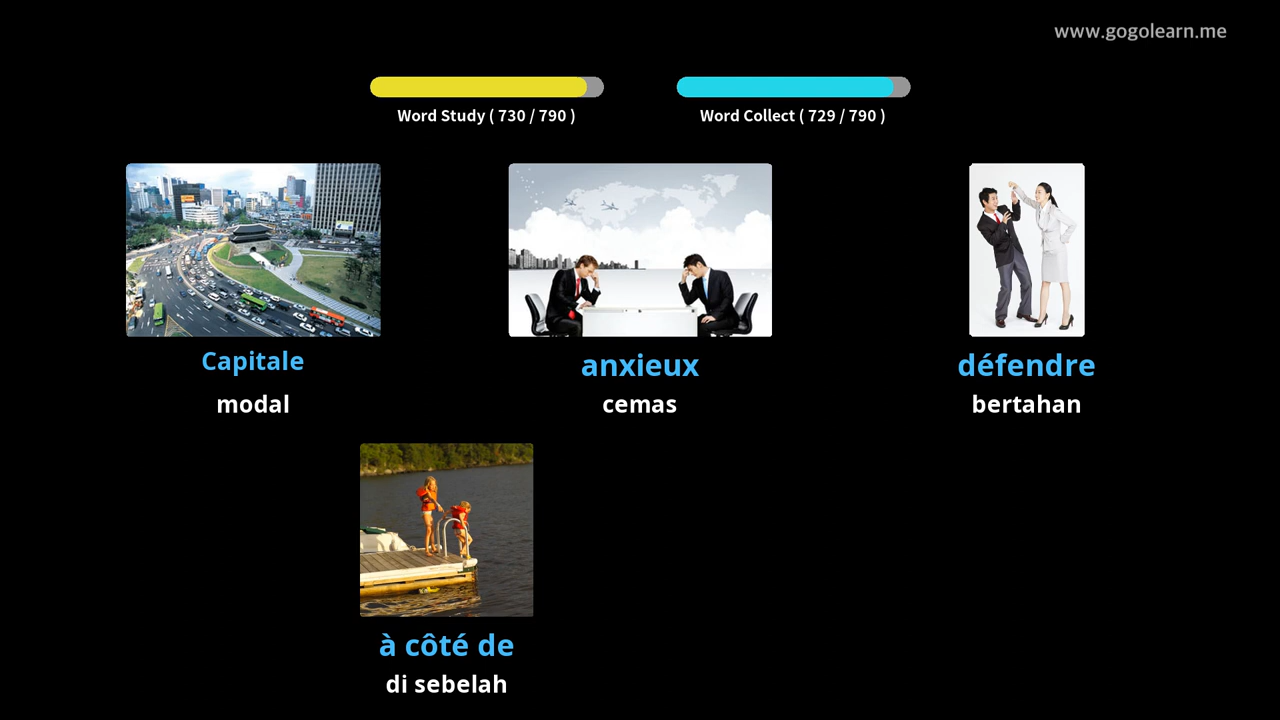 www.gogolearn.me
Word Study ( 730 / 790 )
Word Collect ( 729 / 790 )
Capitale
modal
anxieux
cemas
défendre
bertahan
à côté de
di sebelah